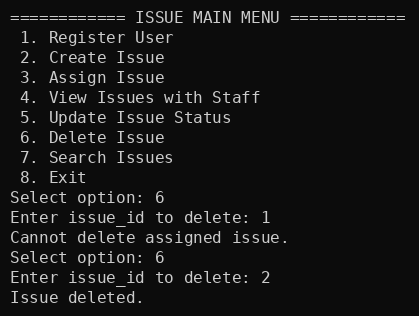 ============ ISSUE MAIN MENU ============
1. Register User
2. Create Issue
3. Assign Issue
4. View Issues with Staff
5. Update Issue Status
6. Delete Issue
7. Search Issues
8. Exit
Select option: 6
Enter issue_id to delete: 1
Cannot delete assigned issue.
Select option: 6
Enter issue_id to delete: 2
Issue deleted.